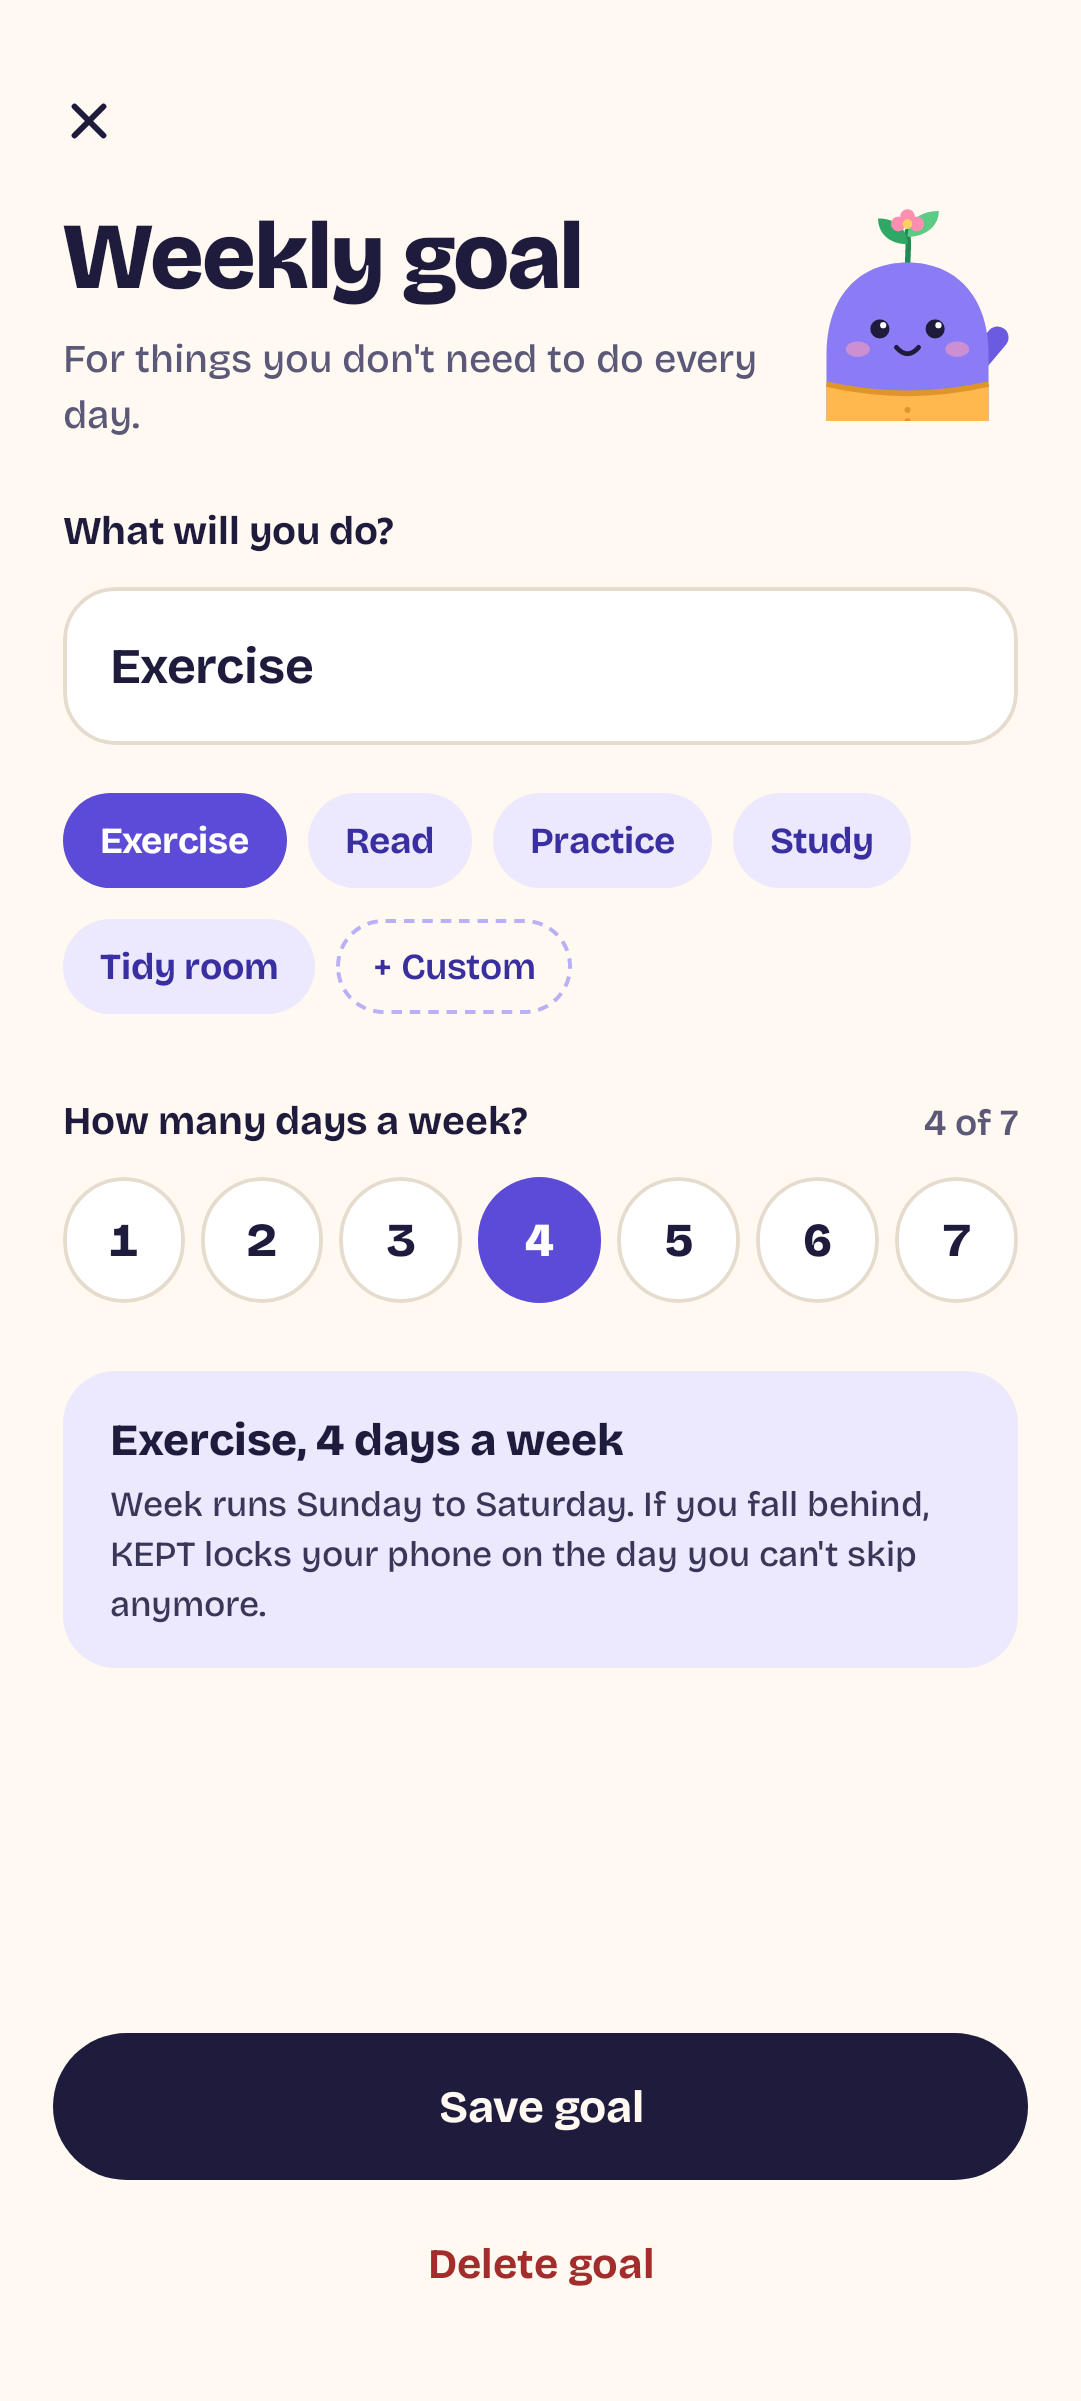 Weekly goal
For things you don't need to do every
day.
What will you do?
Exercise
Exercise Read Practice Study
Tidy room + Custom
How many days a week? 4 of 7
1 2 3 4 5 6 7
Exercise, 4 days a week
Week runs Sunday to Saturday. If you fall behind,
KEPT locks your phone on the day you can't skip
anymore.
Save goal
Delete goal